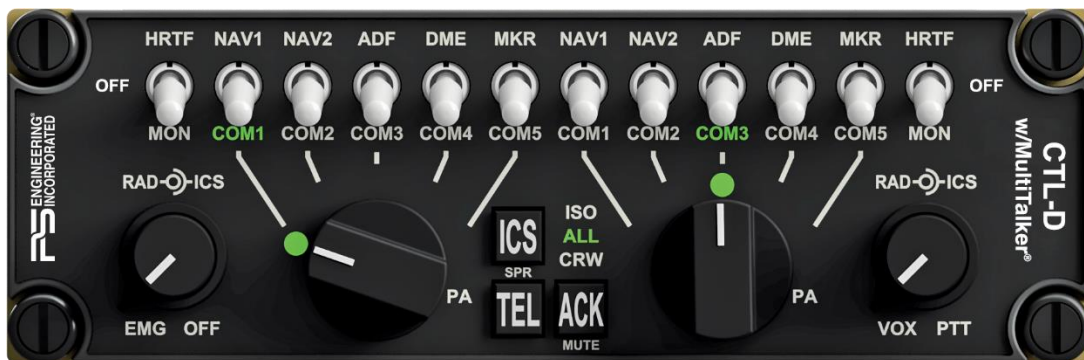 HRTF NAV1 NAV2 ADF DME MKR NAV1 NAV2 ADF DME MKR HRTF
OFF OFF
MON COM1 COM2 COM3 COM4 COM5 COM1 COM2 COM3 COM4 COM5 MON
PS ENGINEERING
INCORPORATED
CTL-D
w/MultiTalker®
RAD ICS
RAD ICS
ICS
SPR
ISO
ALL
CRW
PA
PA
TEL
ACK
MUTE
EMG OFF
VOX PTT